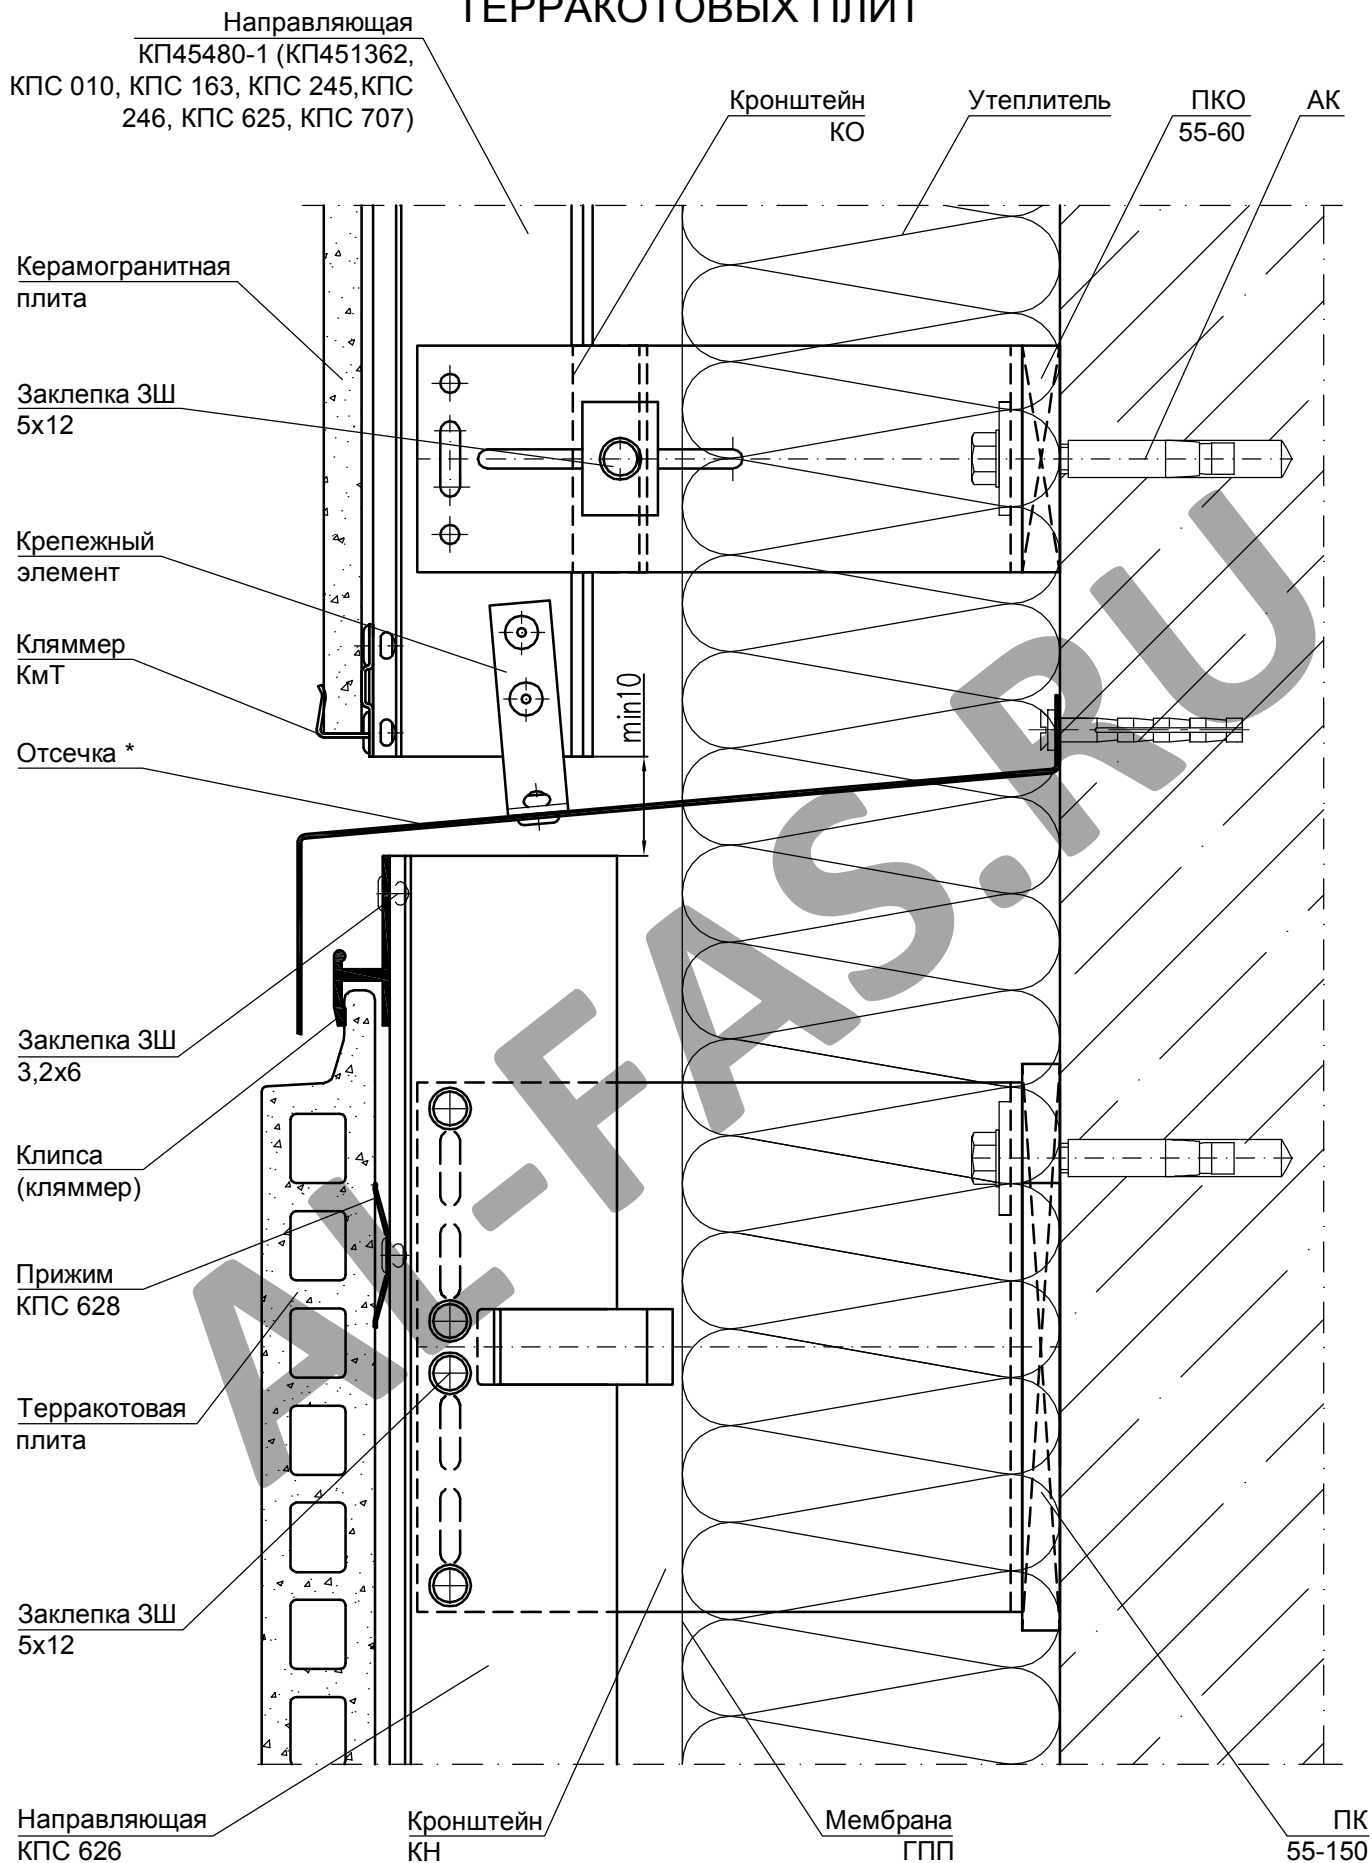 ТЕРРАКОТОВЫХ ПЛИТ
Направляющая
КП45480-1 (КП451362,
КПС 010, КПС 163, КПС 245,КПС
246, КПС 625, КПС 707)
Кронштейн
КО
Утеплитель
ПКО
55-60
АК
Керамогранитная
плита
Заклепка ЗШ
5х12
Крепежный
элемент
Кляммер
КмТ
min10
Отсечка *
Заклепка ЗШ
3,2х6
Клипса
(кляммер)
Прижим
КПС 628
Терракотовая
плита
Заклепка ЗШ
5х12
Направляющая
КПС 626
Кронштейн
КН
Мембрана
ГПП
ПК
55-150
AL-FAS.RU